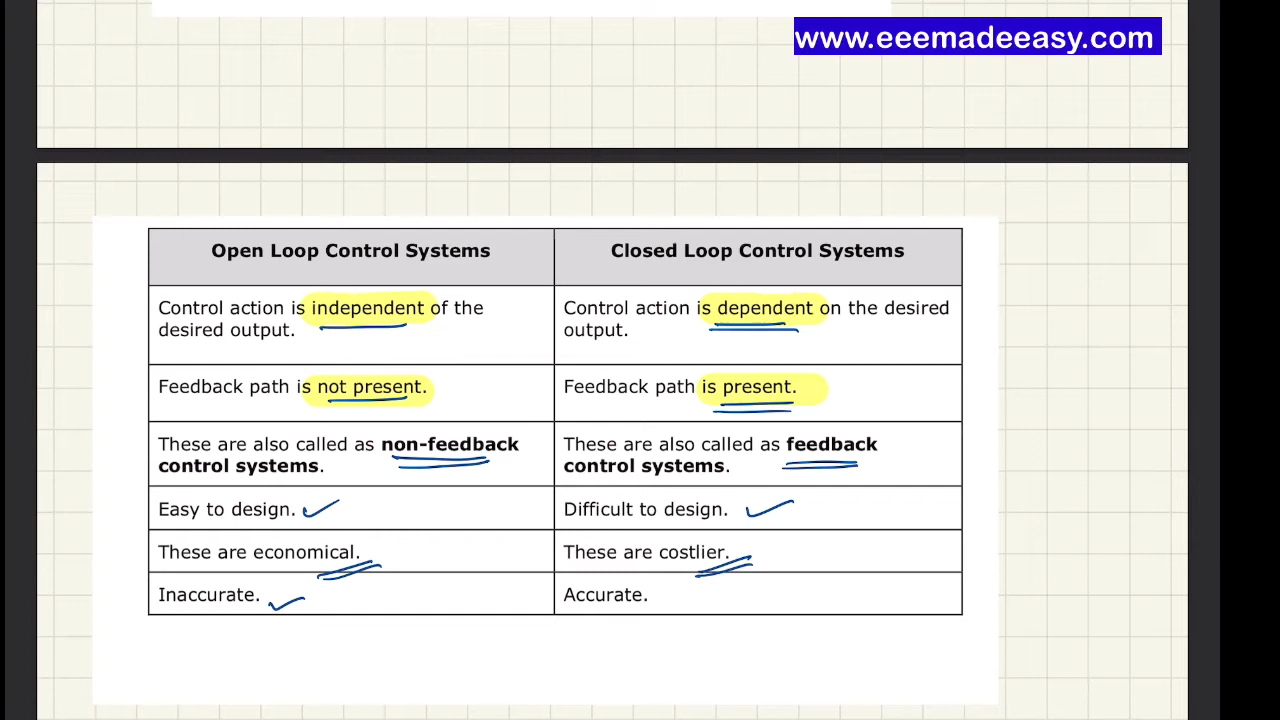 www.eeemadeeasy.com
Open Loop Control Systems
Closed Loop Control Systems
Control action is independent of the
desired output.
Control action is dependent on the desired
output.
Feedback path is not present.
Feedback path is present.
These are also called as non-feedback
control systems.
These are also called as feedback
control systems.
Easy to design.
Difficult to design.
These are economical.
These are costlier.
Inaccurate.
Accurate.